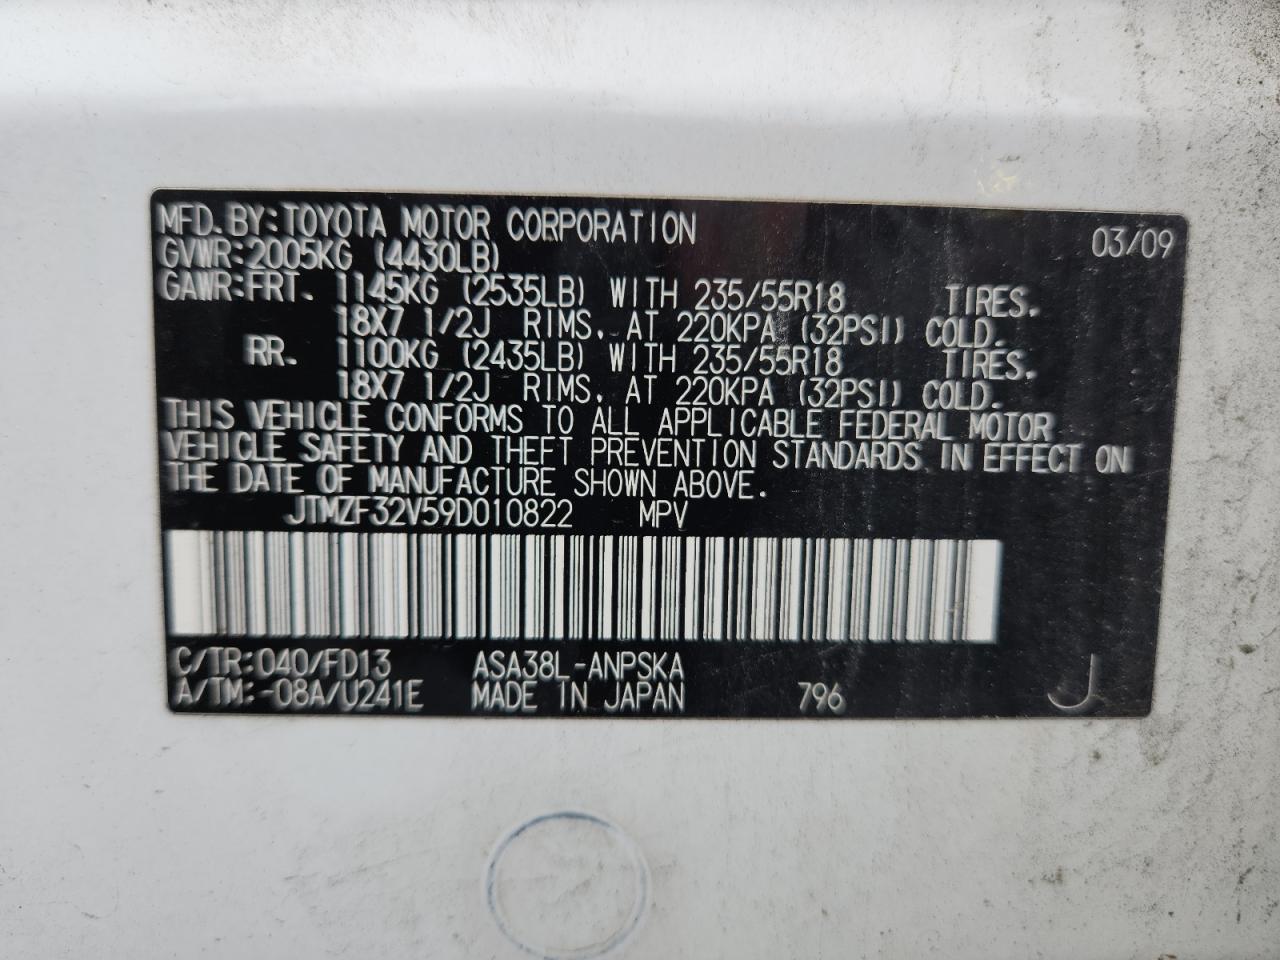 MFD.BY:TOYOTA MOTOR CORPORATION 03/09
GVWR:2005KG (4430LB)
GAWR:FRT. 1145KG (2535LB) WITH 235/55R18 TIRES.
18X7 1/2J RIMS, AT 220KPA (32PSI) COLD.
RR. 1100KG (2435LB) WITH 235/55R18 TIRES.
18X7 1/2J RIMS, AT 220KPA (32PSI) COLD.
THIS VEHICLE CONFORMS TO ALL APPLICABLE FEDERAL MOTOR
VEHICLE SAFETY AND THEFT PREVENTION STANDARDS IN EFFECT ON
THE DATE OF MANUFACTURE SHOWN ABOVE.
JTMZF32V59D010822 MPV
C/TR:040/FD13 ASA38L-ANPSKA
A/TM:-08A/U241E MADE IN JAPAN 796 J